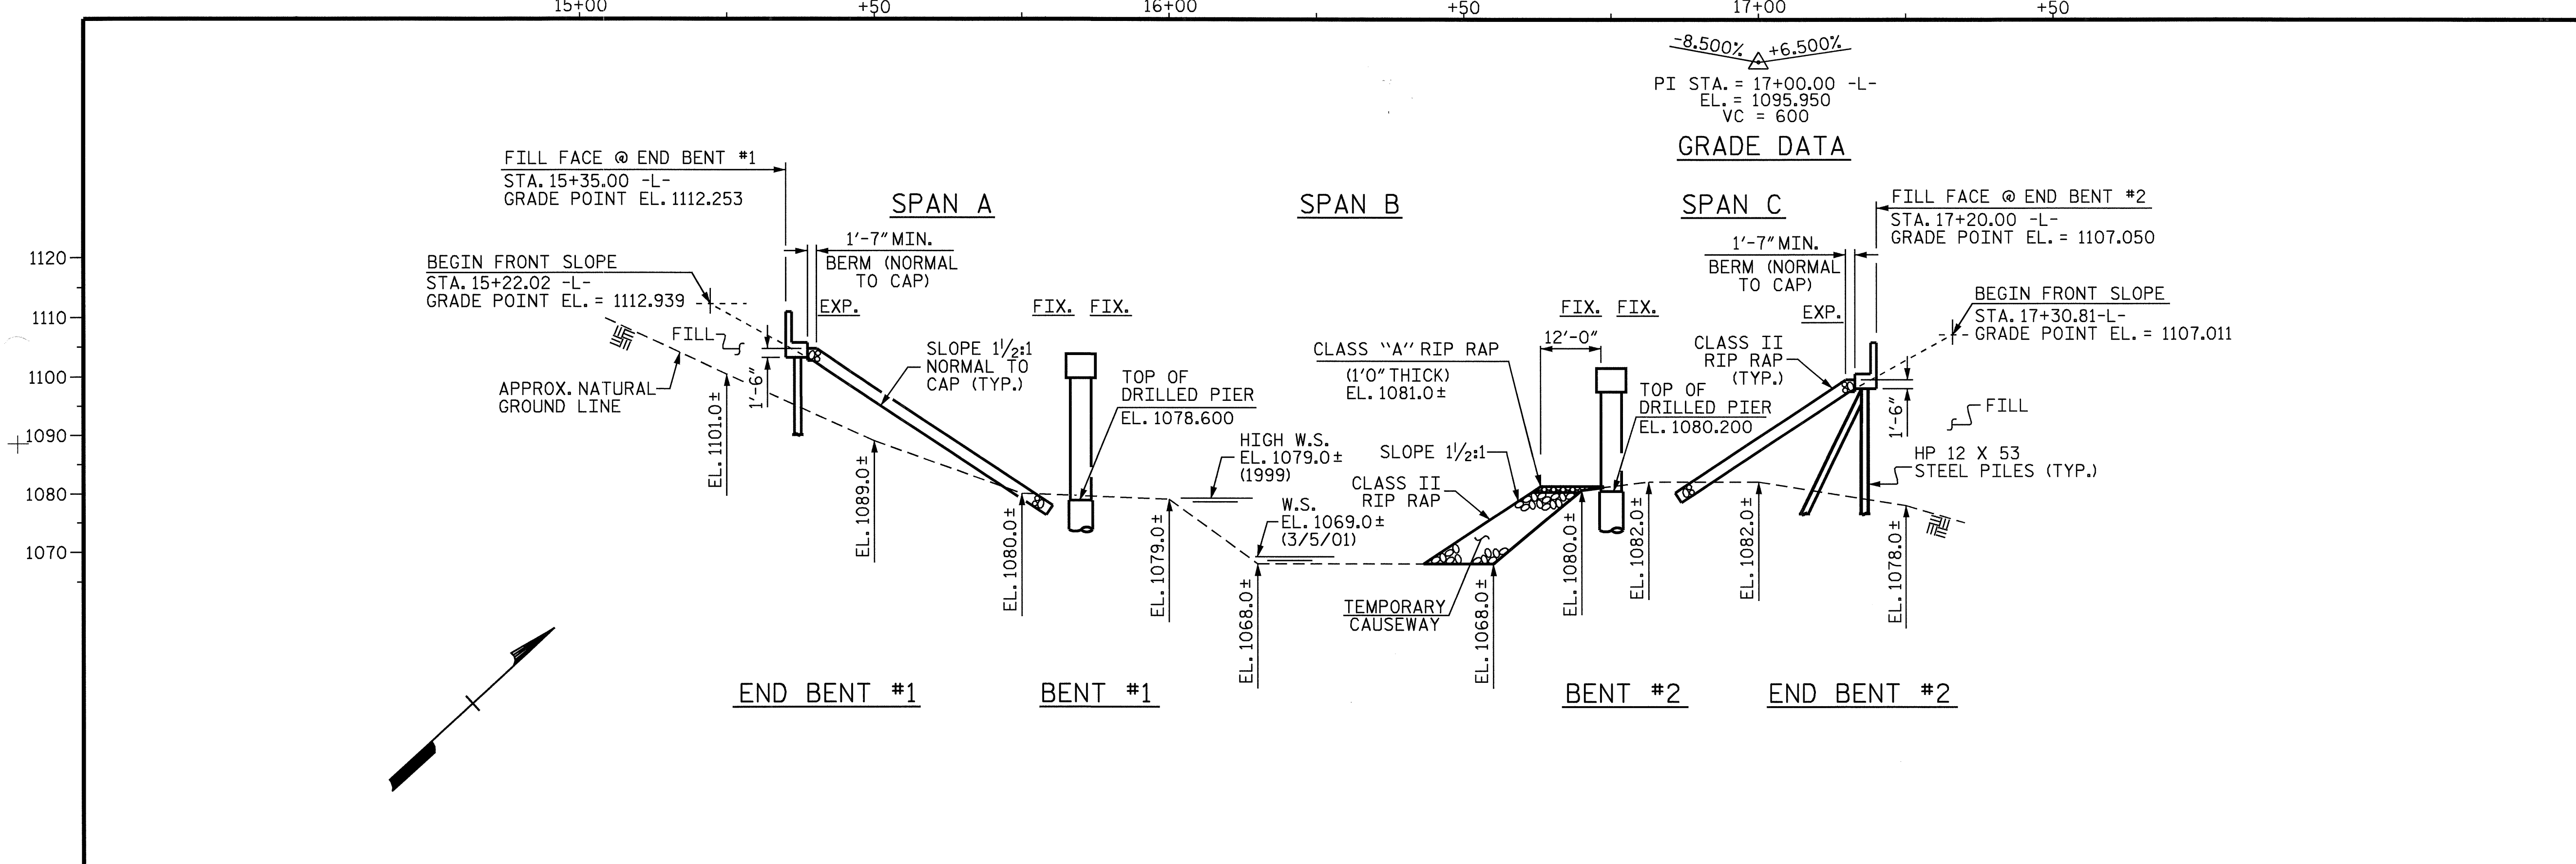 15+00
+50
16+00
+50
17+00
+50
-8.500%
+6.500%
PI STA. = 17+00.00 -L-
EL. = 1095.950
VC = 600
GRADE DATA
FILL FACE @ END BENT #1
STA. 15+35.00 -L-
GRADE POINT EL. 1112.253
SPAN A
SPAN B
SPAN C
FILL FACE @ END BENT #2
STA. 17+20.00 -L-
GRADE POINT EL. = 1107.050
1120
1110
1100
1090
1080
1070
BEGIN FRONT SLOPE
STA. 15+22.02 -L-
GRADE POINT EL. = 1112.939
1'-7" MIN.
BERM (NORMAL
TO CAP)
EXP.
FIX. FIX.
FILL
APPROX. NATURAL
GROUND LINE
1'-6"
SLOPE 1 1/2:1
NORMAL TO
CAP (TYP.)
TOP OF
DRILLED PIER
EL. 1078.600
HIGH W.S.
EL. 1079.0±
(1999)
W.S.
EL. 1069.0±
(3/5/01)
CLASS "A" RIP RAP
(1'0" THICK)
EL. 1081.0±
12'-0"
FIX. FIX.
SLOPE 1 1/2:1
CLASS II
RIP RAP
TOP OF
DRILLED PIER
EL. 1080.200
1'-7" MIN.
BERM (NORMAL
TO CAP)
EXP.
CLASS II
RIP RAP
(TYP.)
BEGIN FRONT SLOPE
STA. 17+30.81-L-
GRADE POINT EL. = 1107.011
1'-6"
FILL
HP 12 X 53
STEEL PILES (TYP.)
EL. 1101.0±
EL. 1089.0±
EL. 1080.0±
EL. 1079.0±
EL. 1068.0±
EL. 1068.0±
EL. 1080.0±
EL. 1082.0±
EL. 1082.0±
EL. 1078.0±
TEMPORARY
CAUSEWAY
END BENT #1
BENT #1
BENT #2
END BENT #2